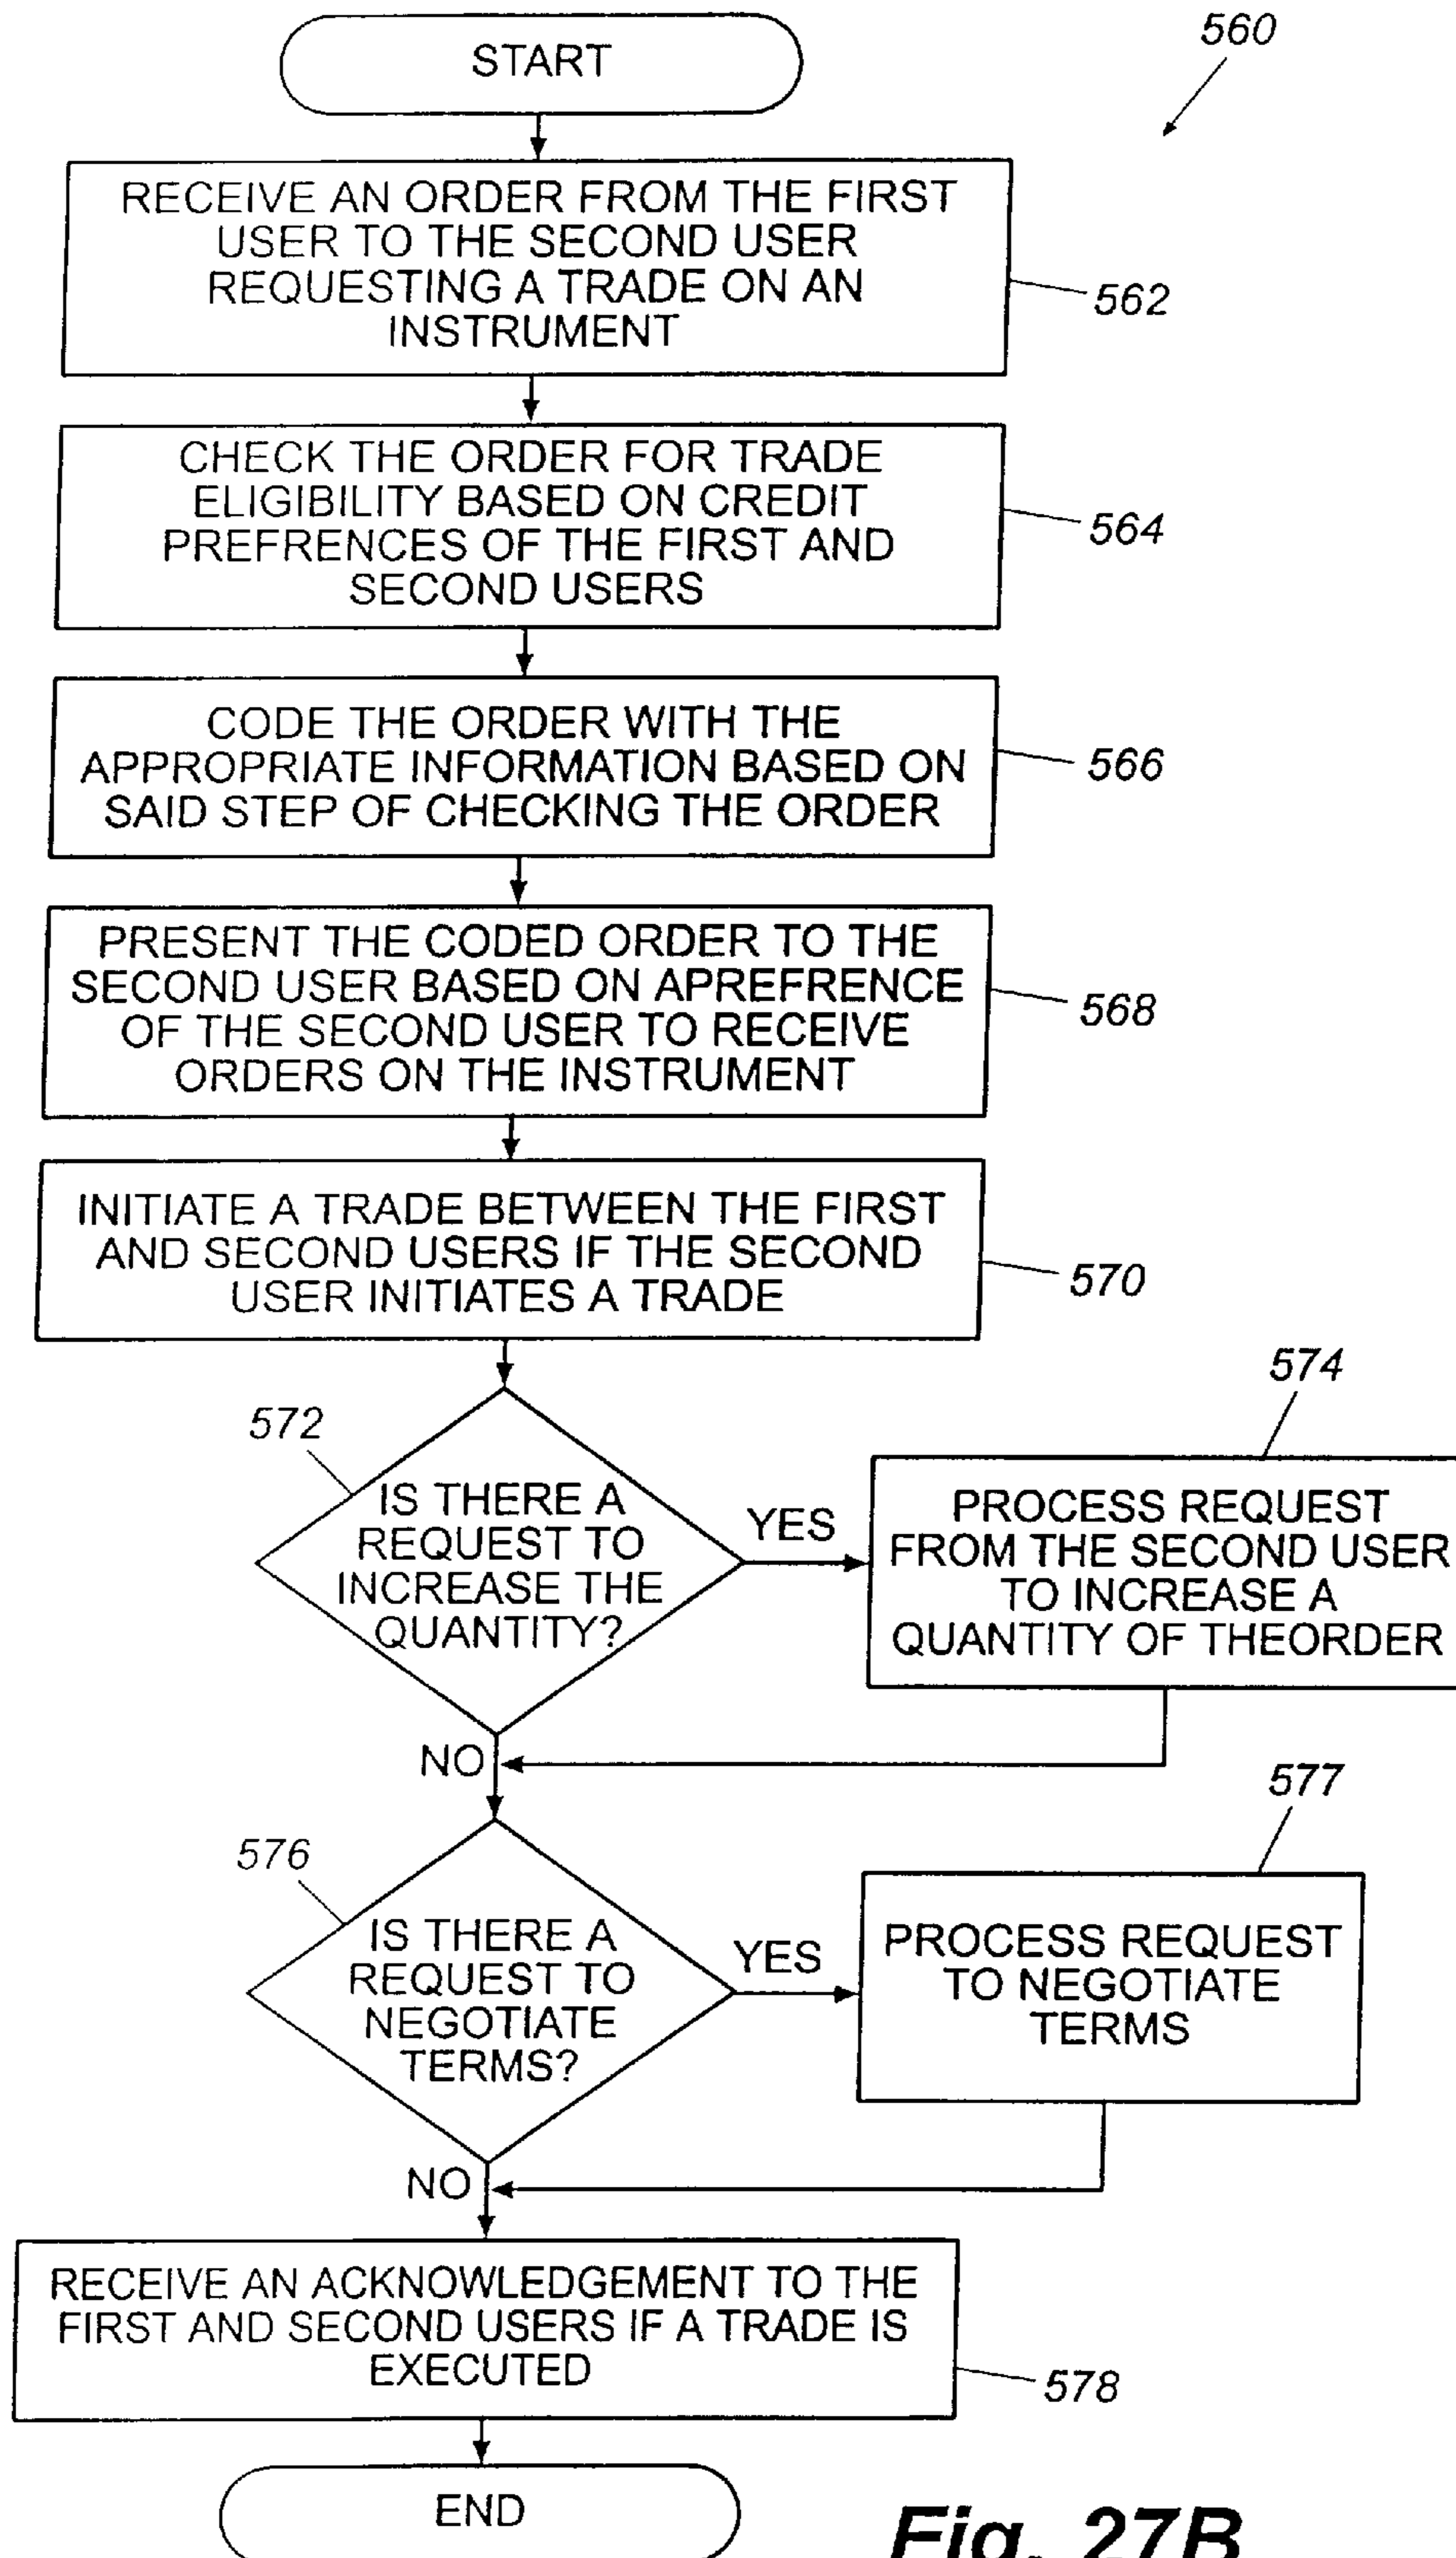 START
560
RECEIVE AN ORDER FROM THE FIRST
USER TO THE SECOND USER
REQUESTING A TRADE ON AN
INSTRUMENT
562
CHECK THE ORDER FOR TRADE
ELIGIBILITY BASED ON CREDIT
PREFRENCES OF THE FIRST AND
SECOND USERS
564
CODE THE ORDER WITH THE
APPROPRIATE INFORMATION BASED ON
SAID STEP OF CHECKING THE ORDER
566
PRESENT THE CODED ORDER TO THE
SECOND USER BASED ON APREFRENCE
OF THE SECOND USER TO RECEIVE
ORDERS ON THE INSTRUMENT
568
INITIATE A TRADE BETWEEN THE FIRST
AND SECOND USERS IF THE SECOND
USER INITIATES A TRADE
570
572
IS THERE A
REQUEST TO
INCREASE THE
QUANTITY?
YES
574
PROCESS REQUEST
FROM THE SECOND USER
TO INCREASE A
QUANTITY OF THEORDER
NO
576
IS THERE A
REQUEST TO
NEGOTIATE
TERMS?
YES
577
PROCESS REQUEST
TO NEGOTIATE
TERMS
NO
RECEIVE AN ACKNOWLEDGEMENT TO THE
FIRST AND SECOND USERS IF A TRADE IS
EXECUTED
578
END
Fig. 27B